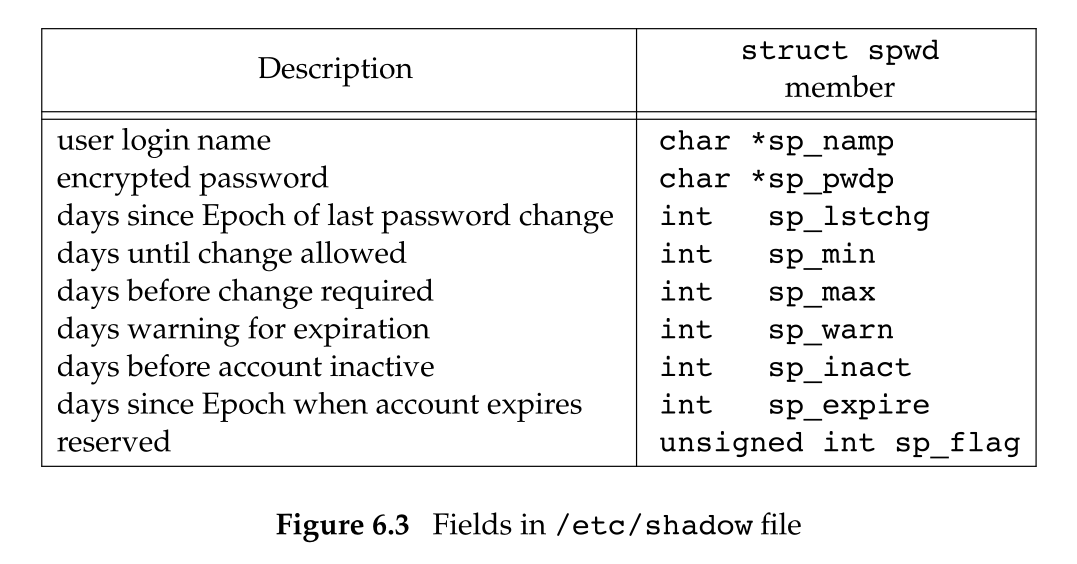 Description struct spwd
member
user login name char *sp_namp
encrypted password char *sp_pwdp
days since Epoch of last password change int sp_lstchg
days until change allowed int sp_min
days before change required int sp_max
days warning for expiration int sp_warn
days before account inactive int sp_inact
days since Epoch when account expires int sp_expire
reserved unsigned int sp_flag
Figure 6.3 Fields in /etc/shadow file